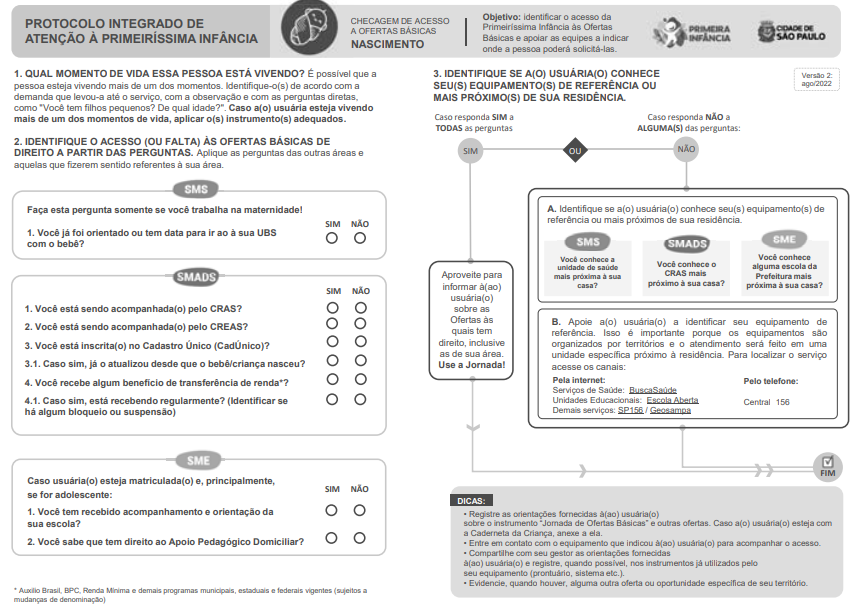 PROTOCOLO INTEGRADO DE
ATENÇÃO À PRIMEIRÍSSIMA INFÂNCIA
CHECAGEM DE ACESSO
A OFERTAS BÁSICAS
NASCIMENTO
Objetivo: identificar o acesso da
Primeiríssima Infância às Ofertas
Básicas e apoiar as equipes a indicar
onde a pessoa poderá solicitá-las.
PRIMEIRA
INFÂNCIA
CIDADE DE
SÃO PAULO
1. QUAL MOMENTO DE VIDA ESSA PESSOA ESTÁ VIVENDO? É possível que a
pessoa esteja vivendo mais de um dos momentos. Identifique-o(s) de acordo com a
demanda que levou-a até o serviço, com a observação e com as perguntas diretas,
como "Você tem filhos pequenos? De qual idade?". Caso a(o) usuária esteja vivendo
mais de um dos momentos de vida, aplicar o(s) instrumento(s) adequados.
2. IDENTIFIQUE O ACESSO (OU FALTA) ÀS OFERTAS BÁSICAS DE
DIREITO A PARTIR DAS PERGUNTAS. Aplique as perguntas das outras áreas e
aquelas que fizerem sentido referentes à sua área.
SMS
Faça esta pergunta somente se você trabalha na maternidade!
SIM NÃO
1. Você já foi orientado ou tem data para ir ao à sua UBS
com o bebê?
SMADS
SIM NÃO
1. Você está sendo acompanhada(o) pelo CRAS?
2. Você está sendo acompanhada(o) pelo CREAS?
3. Você está inscrita(o) no Cadastro Único (CadÚnico)?
3.1. Caso sim, já o atualizou desde que o bebê/criança nasceu?
4. Você recebe algum benefício de transferência de renda*?
4.1. Caso sim, está recebendo regularmente? (Identificar se
há algum bloqueio ou suspensão)
SME
Caso usuária(o) esteja matriculada(o) e, principalmente,
se for adolescente:
SIM NÃO
1. Você tem recebido acompanhamento e orientação da
sua escola?
2. Você sabe que tem direito ao Apoio Pedagógico Domiciliar?
* Auxílio Brasil, BPC, Renda Mínima e demais programas municipais, estaduais e federais vigentes (sujeitos a
mudanças de denominação)
3. IDENTIFIQUE SE A(O) USUÁRIA(O) CONHECE
SEU(S) EQUIPAMENTO(S) DE REFERÊNCIA OU
MAIS PRÓXIMO(S) DE SUA RESIDÊNCIA.
Versão 2:
ago/2022
Caso responda SIM a
TODAS as perguntas
Caso responda NÃO a
ALGUMA(S) das perguntas:
SIM
OU
NÃO
Aproveite para
informar à(ao)
usuária(o)
sobre as
Ofertas às
quais tem
direito, inclusive
as de sua área.
Use a Jornada!
A. Identifique se a(o) usuária(o) conhece seu(s) equipamento(s) de
referência ou mais próximos de sua residência.
SMS
Você conhece a
unidade de saúde
mais próxima à sua
casa?
SMADS
Você conhece o
CRAS mais
próximo à sua casa?
SME
Você conhece
alguma escola da
Prefeitura mais
próxima à sua casa?
B. Apoie a(o) usuária(o) a identificar seu equipamento de
referência. Isso é importante porque os equipamentos são
organizados por territórios e o atendimento será feito em uma
unidade específica próximo à residência. Para localizar o serviço
acesse os canais:
Pela internet:
Serviços de Saúde: BuscaSaúde
Unidades Educacionais: Escola Aberta
Demais serviços: SP156 / Geosampa
Pelo telefone:
Central 156
FIM
DICAS:
• Registre as orientações fornecidas à(ao) usuária(o)
sobre o instrumento "Jornada de Ofertas Básicas" e outras ofertas. Caso a(o) usuária(o) esteja com
a Caderneta da Criança, anexe a ela.
• Entre em contato com o equipamento que indicou à(ao) usuária(o) para acompanhar o acesso.
• Compartilhe com seu gestor as orientações fornecidas
à(ao) usuária(o) e registre, quando possível, nos instrumentos já utilizados pelo
seu equipamento (prontuário, sistema etc.).
• Evidencie, quando houver, alguma outra oferta ou oportunidade específica de seu território.